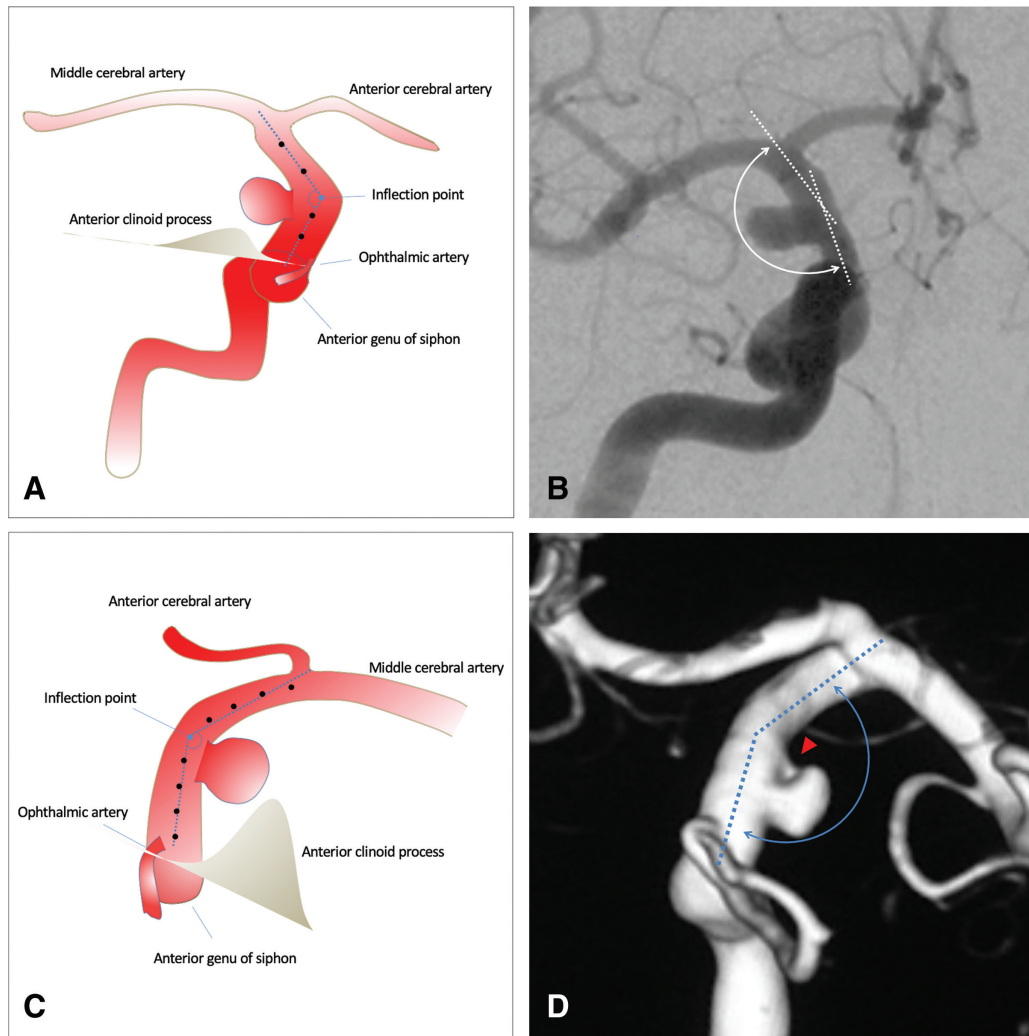 Middle cerebral artery
Anterior cerebral artery
Inflection point
Anterior clinoid process
Ophthalmic artery
Anterior genu of siphon
A
B
Anterior cerebral artery
Middle cerebral artery
Inflection point
Ophthalmic artery
Anterior clinoid process
Anterior genu of siphon
C
D